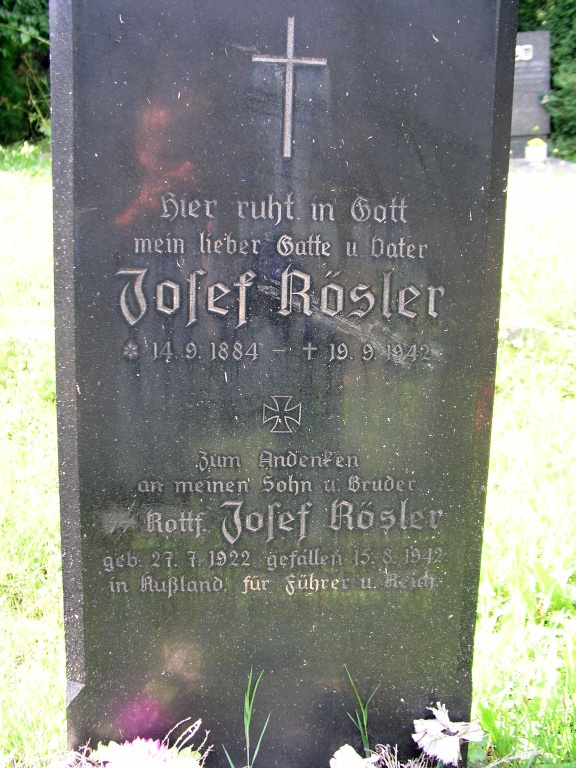 Hier ruht in Gott
mein lieber Gatte u Vater
Josef Rösler
* 14.9.1884 – † 19.9.1942
Zum Andenken
an meinen Sohn u. Bruder
Rottf. Josef Rösler
geb. 27.7.1922 gefallen 15.8.1942
in Rußland, für Führer u. Reich.